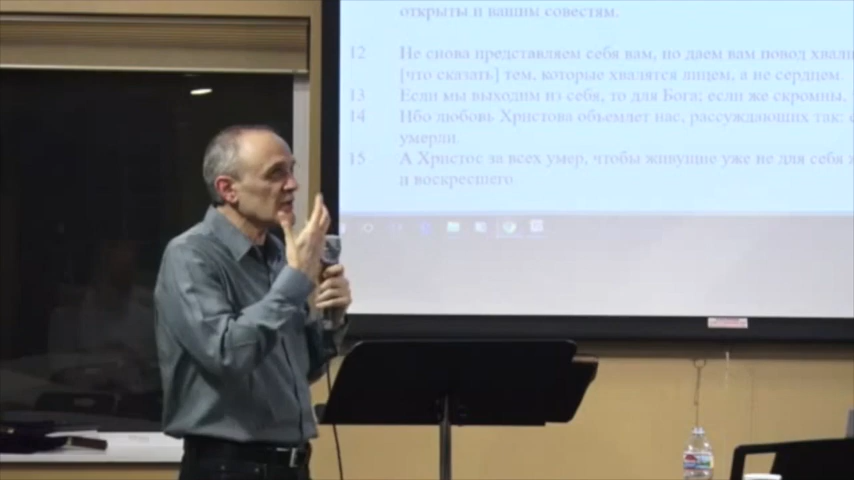 открыты и вашим совестям.
12 Не снова представляем себя вам, но даем вам повод хвали
[что сказать] тем, которые хвалятся лицем, а не сердцем.
13 Если мы выходим из себя, то для Бога; если же скромны,
14 Ибо любовь Христова объемлет нас, рассуждающих так:
умерли.
15 А Христос за всех умер, чтобы живущие уже не для себя
и воскресшего